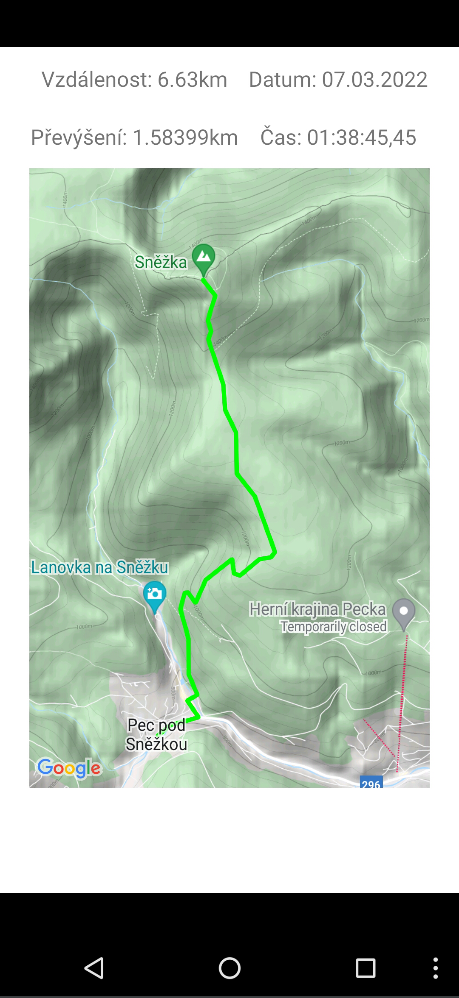 Vzdálenost: 6.63km Datum: 07.03.2022
Převýšení: 1.58399km Čas: 01:38:45,45
Sněžka
Lanovka na Sněžku
Herní krajina Pecka
Temporarily closed
Pec pod
Sněžkou
Google
296